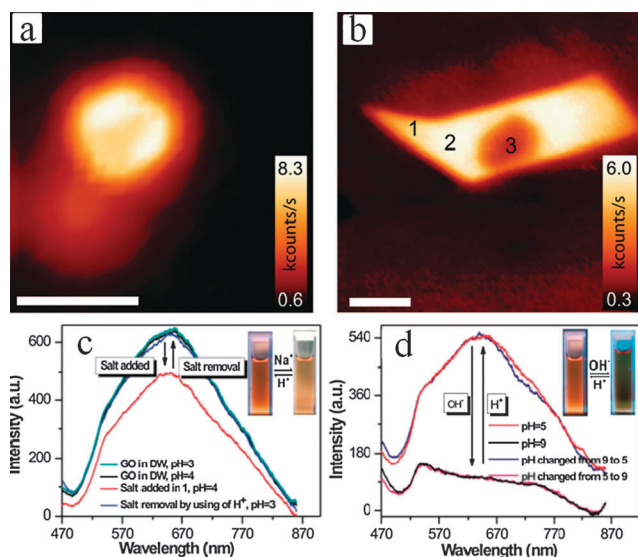 a
8.3
kcounts/s
0.6
b
1
2
3
6.0
kcounts/s
0.3
c
Intensity (a.u.)
600
400
200
0
Salt added
Salt removal
Na⁺
H⁺
GO in DW, pH=3
GO in DW, pH=4
Salt added in 1, pH=4
Salt removal by using of H⁺, pH=3
470 570 670 770 870
Wavelength (nm)
d
Intensity (a.u.)
540
360
180
0
OH⁻
H⁺
OH⁻
H⁺
pH=5
pH=9
pH changed from 9 to 5
pH changed from 5 to 9
470 570 670 770 870
Wavelength (nm)